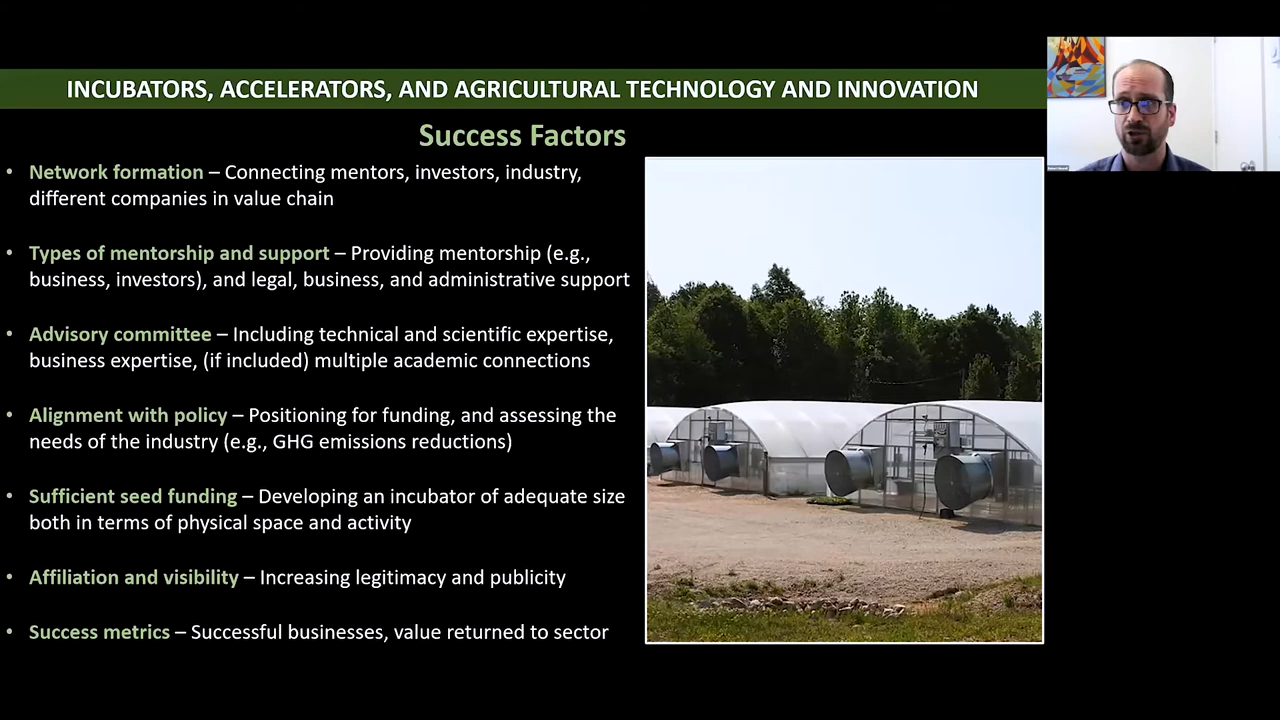 INCUBATORS, ACCELERATORS, AND AGRICULTURAL TECHNOLOGY AND INNOVATION
Success Factors
• Network formation – Connecting mentors, investors, industry,
different companies in value chain
• Types of mentorship and support – Providing mentorship (e.g.,
business, investors), and legal, business, and administrative support
• Advisory committee – Including technical and scientific expertise,
business expertise, (if included) multiple academic connections
• Alignment with policy – Positioning for funding, and assessing the
needs of the industry (e.g., GHG emissions reductions)
• Sufficient seed funding – Developing an incubator of adequate size
both in terms of physical space and activity
• Affiliation and visibility – Increasing legitimacy and publicity
• Success metrics – Successful businesses, value returned to sector